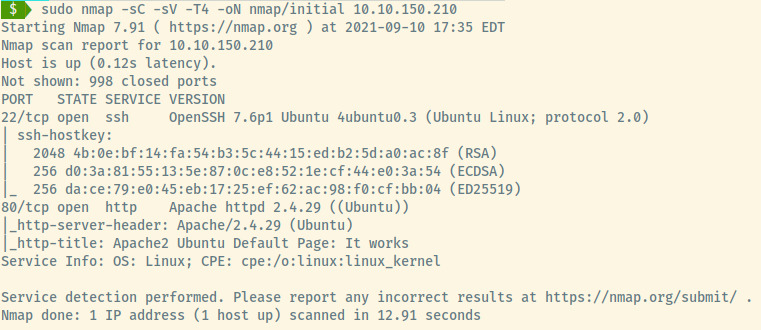 $ sudo nmap -sC -sV -T4 -oN nmap/initial 10.10.150.210
Starting Nmap 7.91 ( https://nmap.org ) at 2021-09-10 17:35 EDT
Nmap scan report for 10.10.150.210
Host is up (0.12s latency).
Not shown: 998 closed ports
PORT   STATE SERVICE VERSION
22/tcp open  ssh     OpenSSH 7.6p1 Ubuntu 4ubuntu0.3 (Ubuntu Linux; protocol 2.0)
| ssh-hostkey:
|   2048 4b:0e:bf:14:fa:54:b3:5c:44:15:ed:b2:5d:a0:ac:8f (RSA)
|   256 d0:3a:81:55:13:5e:87:0c:e8:52:1e:cf:44:e0:3a:54 (ECDSA)
|_  256 da:ce:79:e0:45:eb:17:25:ef:62:ac:98:f0:cf:bb:04 (ED25519)
80/tcp open  http    Apache httpd 2.4.29 ((Ubuntu))
|_http-server-header: Apache/2.4.29 (Ubuntu)
|_http-title: Apache2 Ubuntu Default Page: It works
Service Info: OS: Linux; CPE: cpe:/o:linux:linux_kernel

Service detection performed. Please report any incorrect results at https://nmap.org/submit/ .
Nmap done: 1 IP address (1 host up) scanned in 12.91 seconds